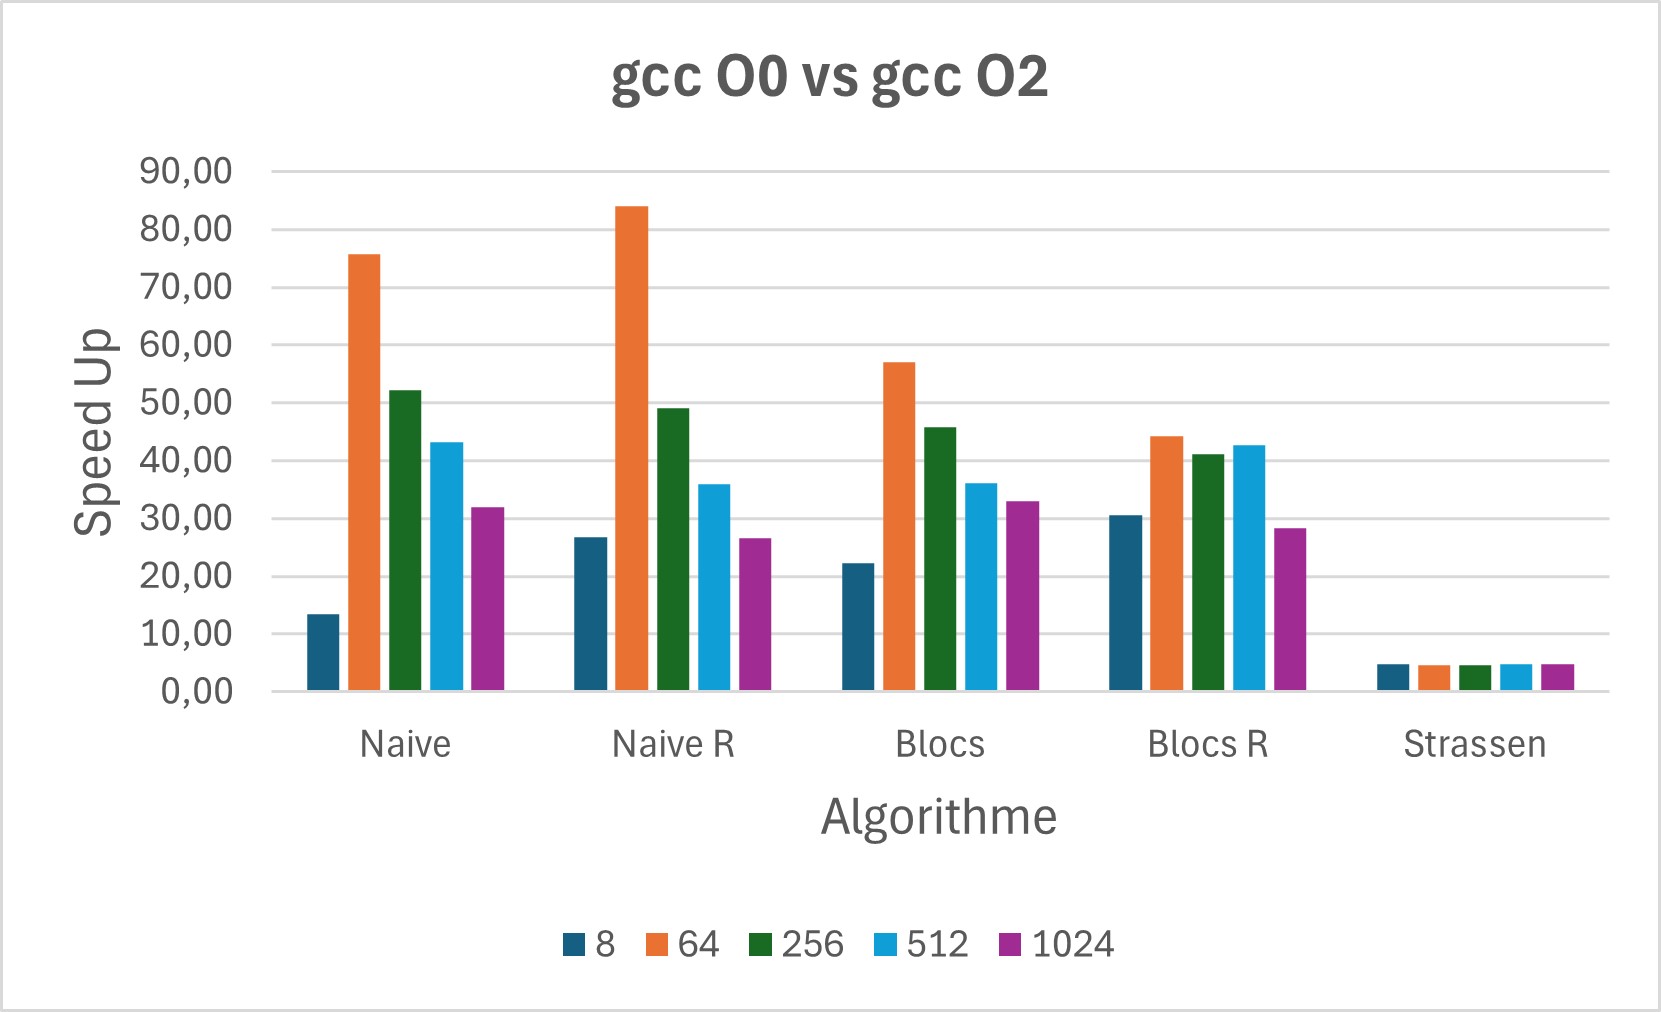 gcc O0 vs gcc O2
90,00
80,00
70,00
60,00
50,00
40,00
30,00
20,00
10,00
0,00
Speed Up
Naive Naive R Blocs Blocs R Strassen
Algorithme
8 64 256 512 1024